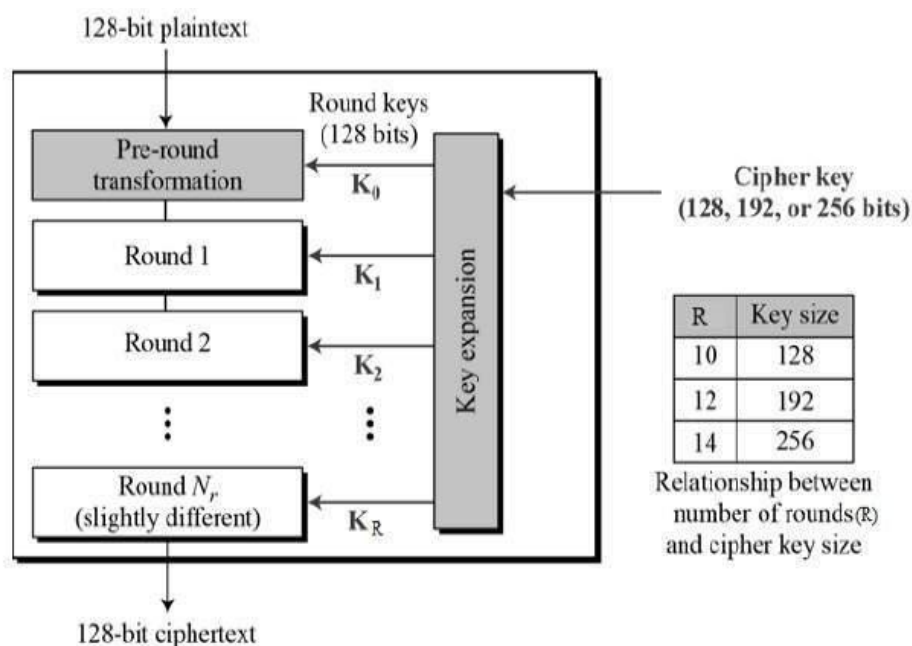 128-bit plaintext
Round keys
(128 bits)
Pre-round
transformation
K₀
Cipher key
(128, 192, or 256 bits)
Round 1
K₁
Round 2
K₂
Key expansion
Round Nᵣ
(slightly different)
K_R
128-bit ciphertext
R Key size
10 128
12 192
14 256
Relationship between
number of rounds(R)
and cipher key size